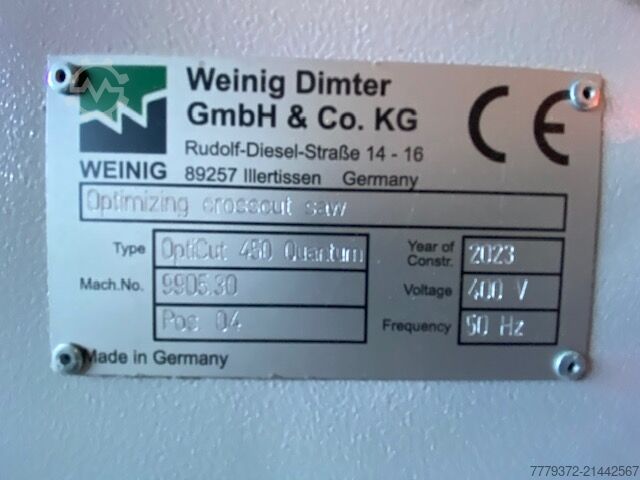 Weinig Dimter
GmbH & Co. KG
Rudolf-Diesel-Straße 14 - 16
WEINIG 89257 Illertissen Germany
Optimizing crosscut saw
Type OptiCut 450 Quantum Year of Constr. 2023
Mach.No. 9905.30 Voltage 400 V
Pos 04 Frequency 50 Hz
Made in Germany
CE
7779372-21442567